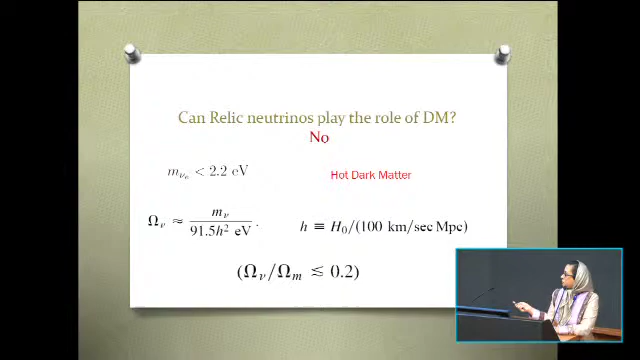 Can Relic neutrinos play the role of DM?
No
m_{ν_e} < 2.2 eV
Hot Dark Matter
Ω_ν ≈ m_ν / 91.5h² eV .
h ≡ H₀/(100 km/sec Mpc)
(Ω_ν/Ω_m ≲ 0.2)